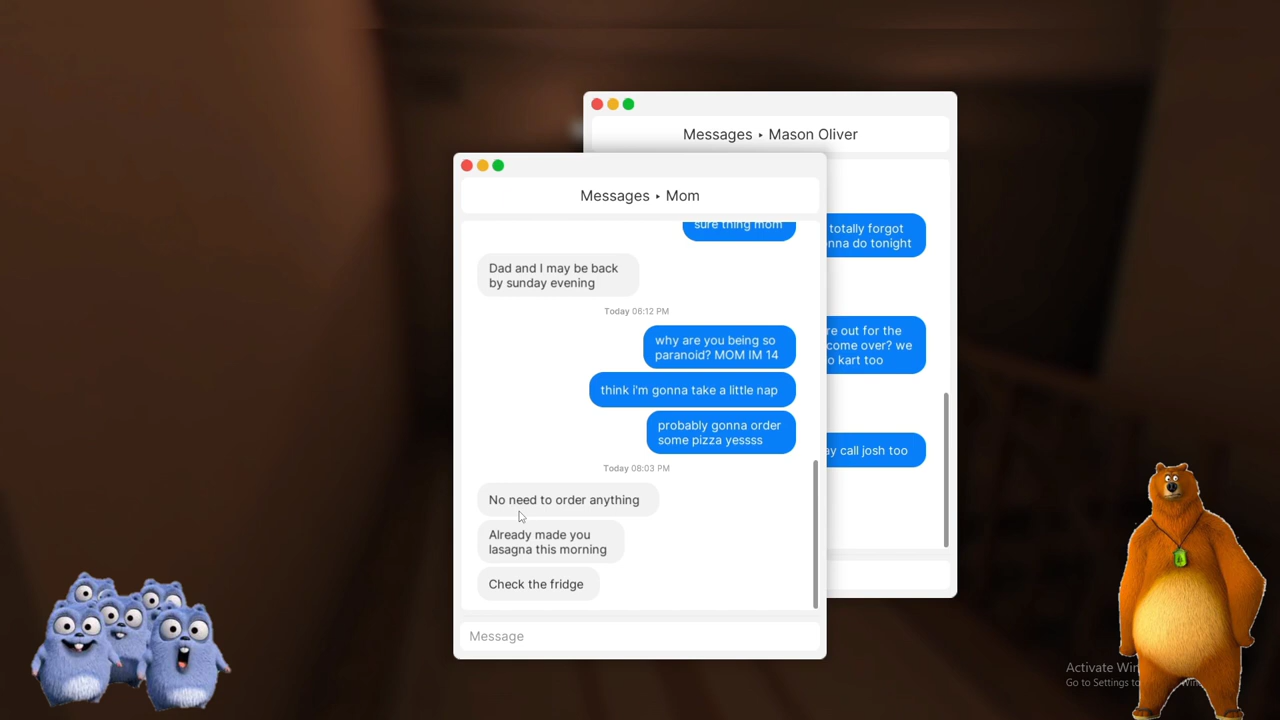 Messages ▸ Mason Oliver
totally forgot
nna do tonight
re out for the
come over? we
o kart too
ay call josh too
Messages ▸ Mom
sure thing mom
Dad and I may be back
by sunday evening
Today 06:12 PM
why are you being so
paranoid? MOM IM 14
think i'm gonna take a little nap
probably gonna order
some pizza yessss
Today 08:03 PM
No need to order anything
Already made you
lasagna this morning
Check the fridge
Message
Activate Win
Go to Settings to